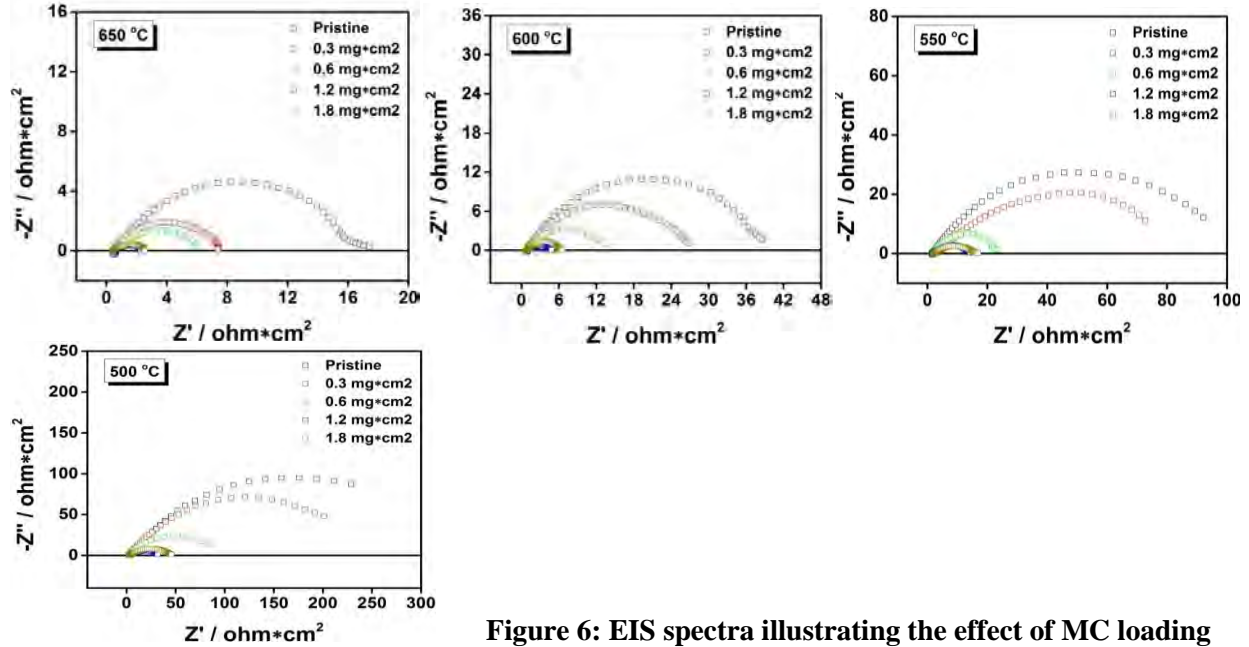 650 °C
Pristine
0.3 mg*cm2
0.6 mg*cm2
1.2 mg*cm2
1.8 mg*cm2
-Z'' / ohm*cm²
16
12
8
4
0
0 4 8 12 16 20
Z' / ohm*cm²
600 °C
Pristine
0.3 mg*cm2
0.6 mg*cm2
1.2 mg*cm2
1.8 mg*cm2
-Z'' / ohm*cm²
36
30
24
18
12
6
0
0 6 12 18 24 30 36 42 48
Z' / ohm*cm²
550 °C
Pristine
0.3 mg*cm2
0.6 mg*cm2
1.2 mg*cm2
1.8 mg*cm2
-Z'' / ohm*cm²
80
60
40
20
0
0 20 40 60 80 100
Z' / ohm*cm²
500 °C
Pristine
0.3 mg*cm2
0.6 mg*cm2
1.2 mg*cm2
1.8 mg*cm2
-Z'' / ohm*cm²
250
200
150
100
50
0
0 50 100 150 200 250 300
Z' / ohm*cm²
Figure 6: EIS spectra illustrating the effect of MC loading